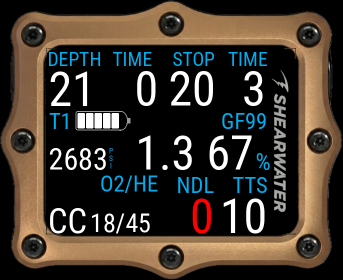 DEPTH TIME STOP TIME
21 0 20 3
T1 GF99
2683 PSI 1.3 67%
O2/HE NDL TTS
CC 18/45 0 10
SHEARWATER